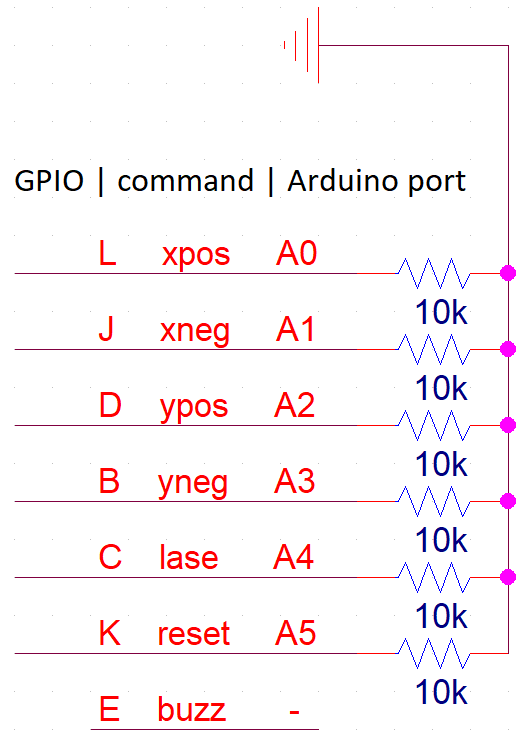 GPIO | command | Arduino port
L xpos A0
10k
J xneg A1
10k
D ypos A2
10k
B yneg A3
10k
C lase A4
10k
K reset A5
10k
E buzz -